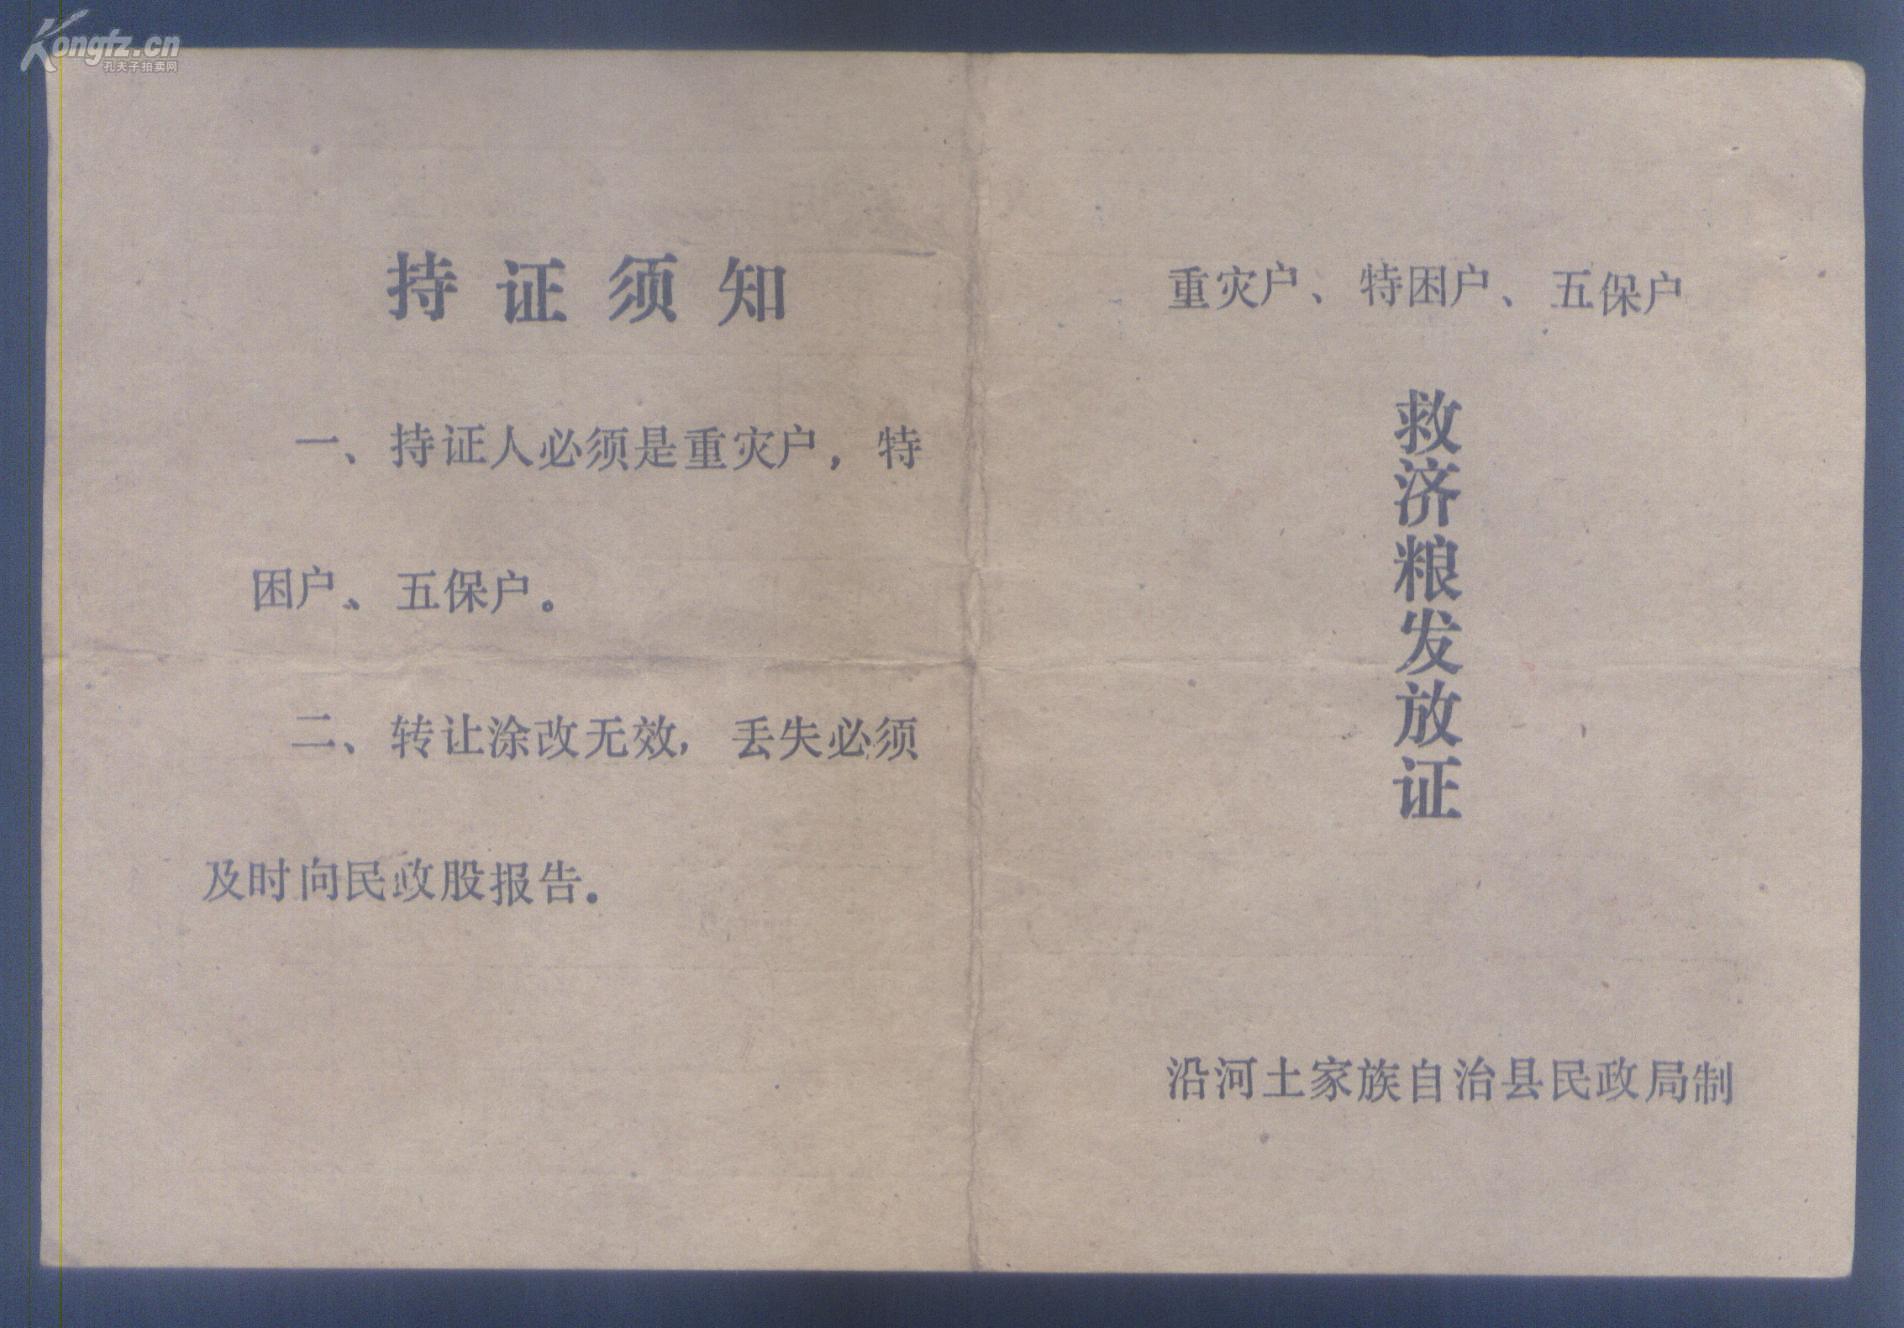 Kongfz.cn
孔夫子拍卖网
持证须知
一、持证人必须是重灾户，特
困户、五保户。
二、转让涂改无效，丢失必须
及时向民政股报告。
重灾户、特困户、五保户
救济粮发放证
沿河土家族自治县民政局制